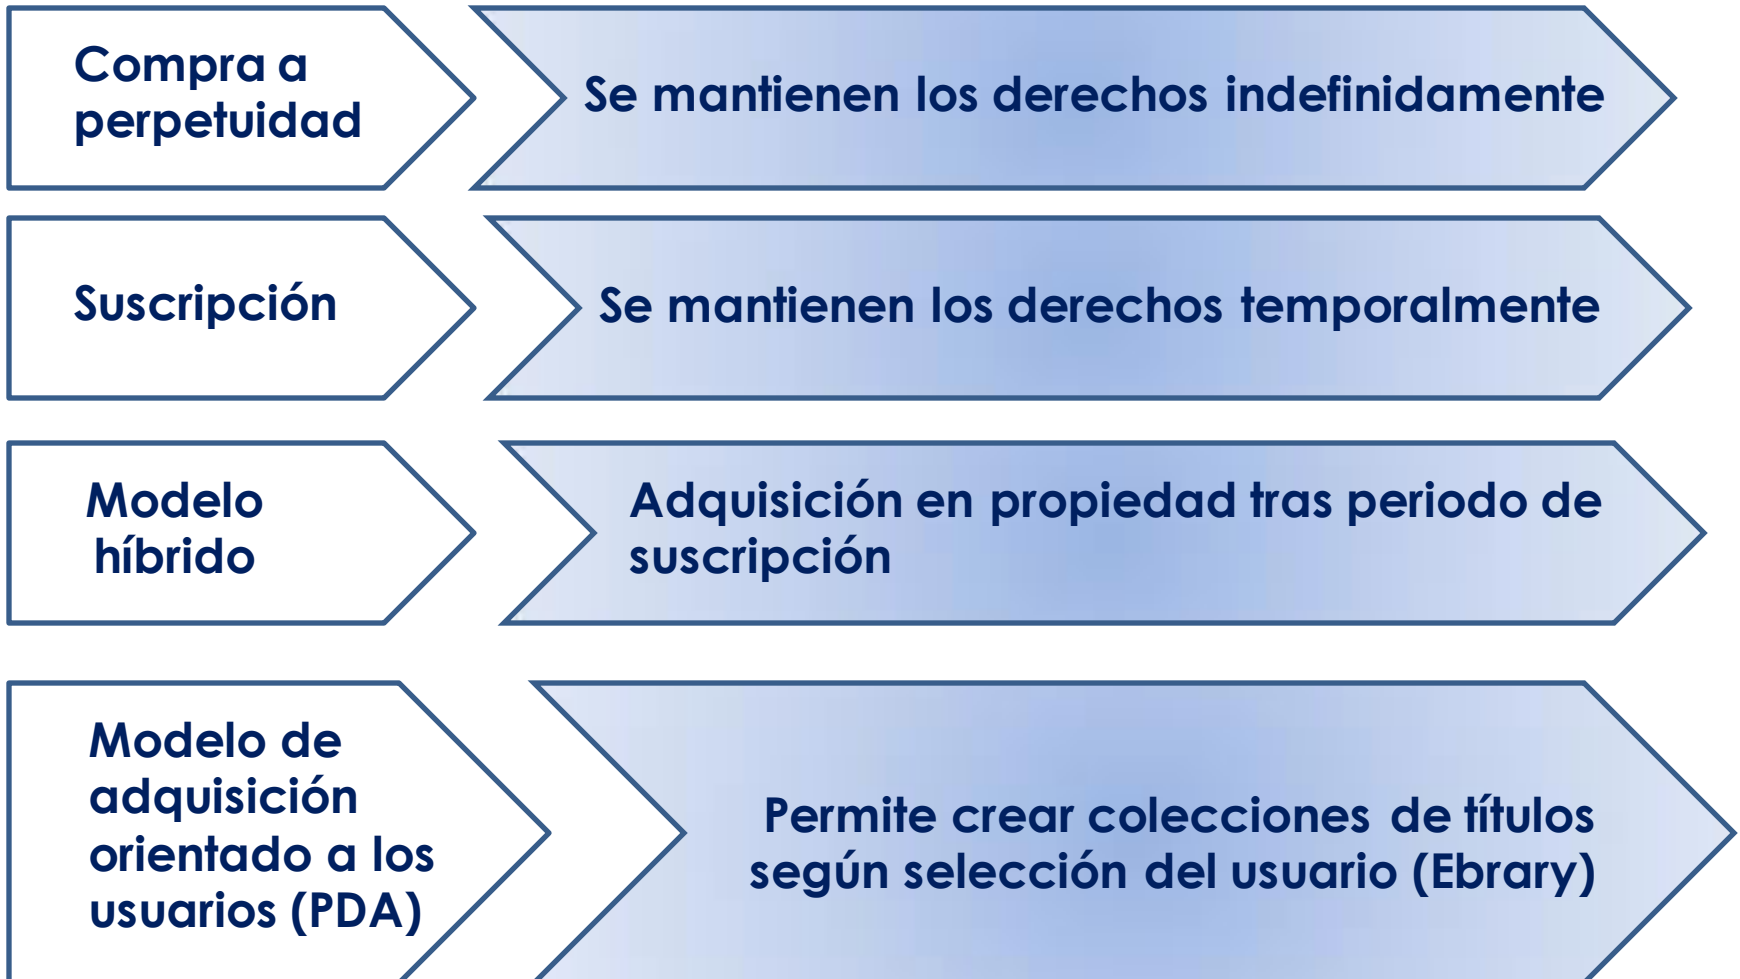 Compra a
perpetuidad
Se mantienen los derechos indefinidamente
Suscripción
Se mantienen los derechos temporalmente
Modelo
híbrido
Adquisición en propiedad tras periodo de
suscripción
Modelo de
adquisición
orientado a los
usuarios (PDA)
Permite crear colecciones de títulos
según selección del usuario (Ebrary)